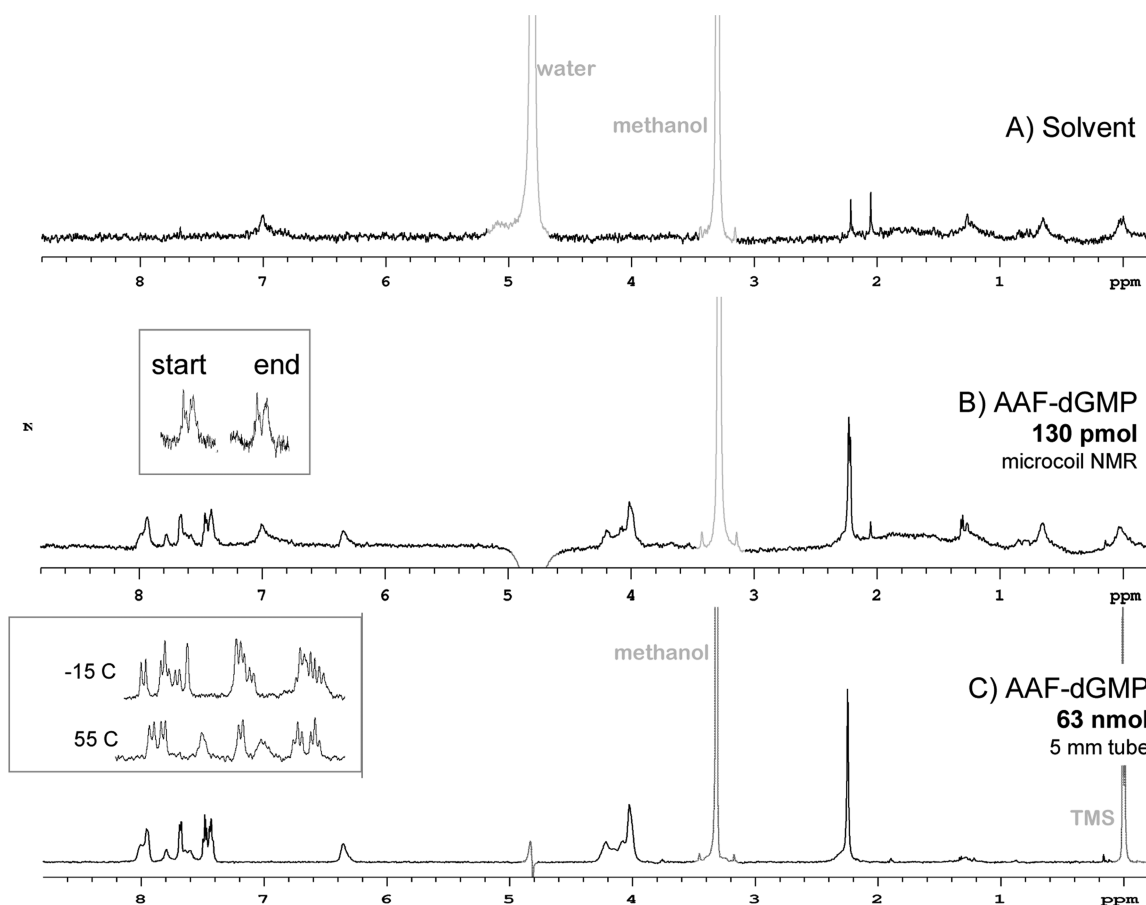 water
methanol
A) Solvent
8 7 6 5 4 3 2 1 ppm
start end
B) AAF-dGMP
130 pmol
microcoil NMR
N
8 7 6 5 4 3 2 1 ppm
-15 C
55 C
methanol
C) AAF-dGMP
63 nmol
5 mm tube
TMS
8 7 6 5 4 3 2 1 ppm